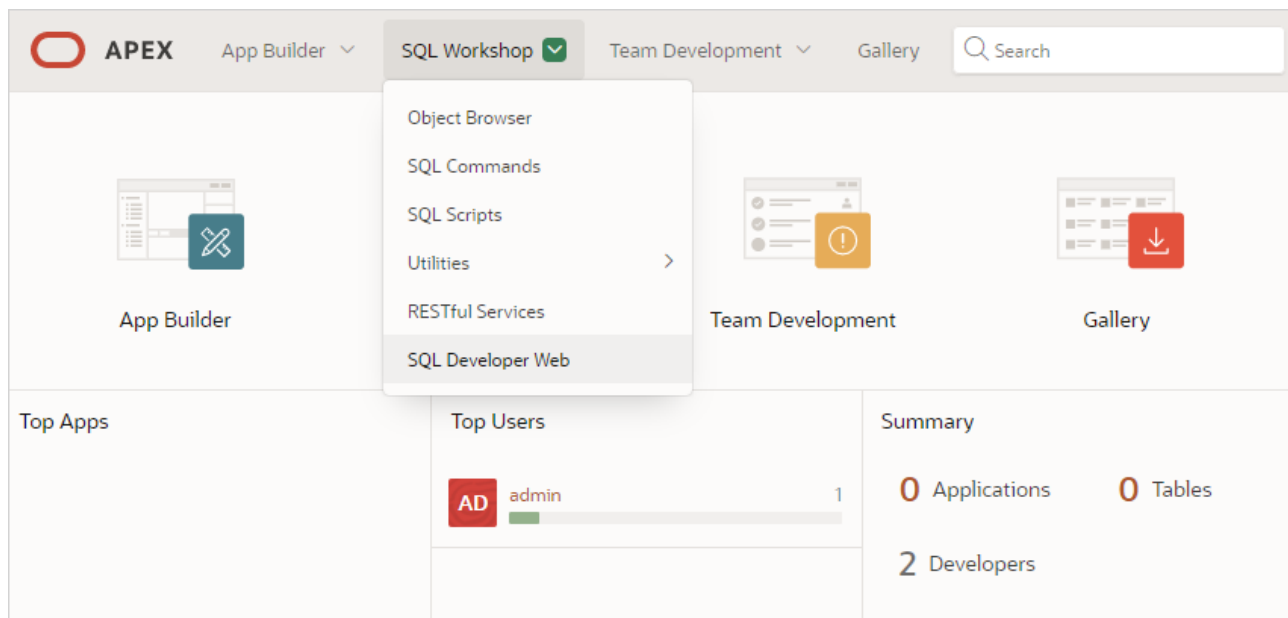 APEX App Builder SQL Workshop Team Development Gallery Search
Object Browser
SQL Commands
SQL Scripts
Utilities
RESTful Services
SQL Developer Web
App Builder Team Development Gallery
Top Apps
Top Users
AD admin 1
Summary
0 Applications 0 Tables
2 Developers